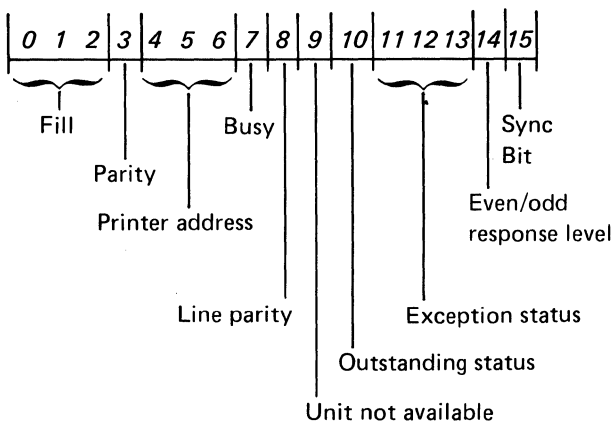 0 1 2 3 4 5 6 7 8 9 10 11 12 13 14 15
Fill
Busy
Sync
Bit
Parity
Even/odd
response level
Printer address
Line parity
Exception status
Outstanding status
Unit not available